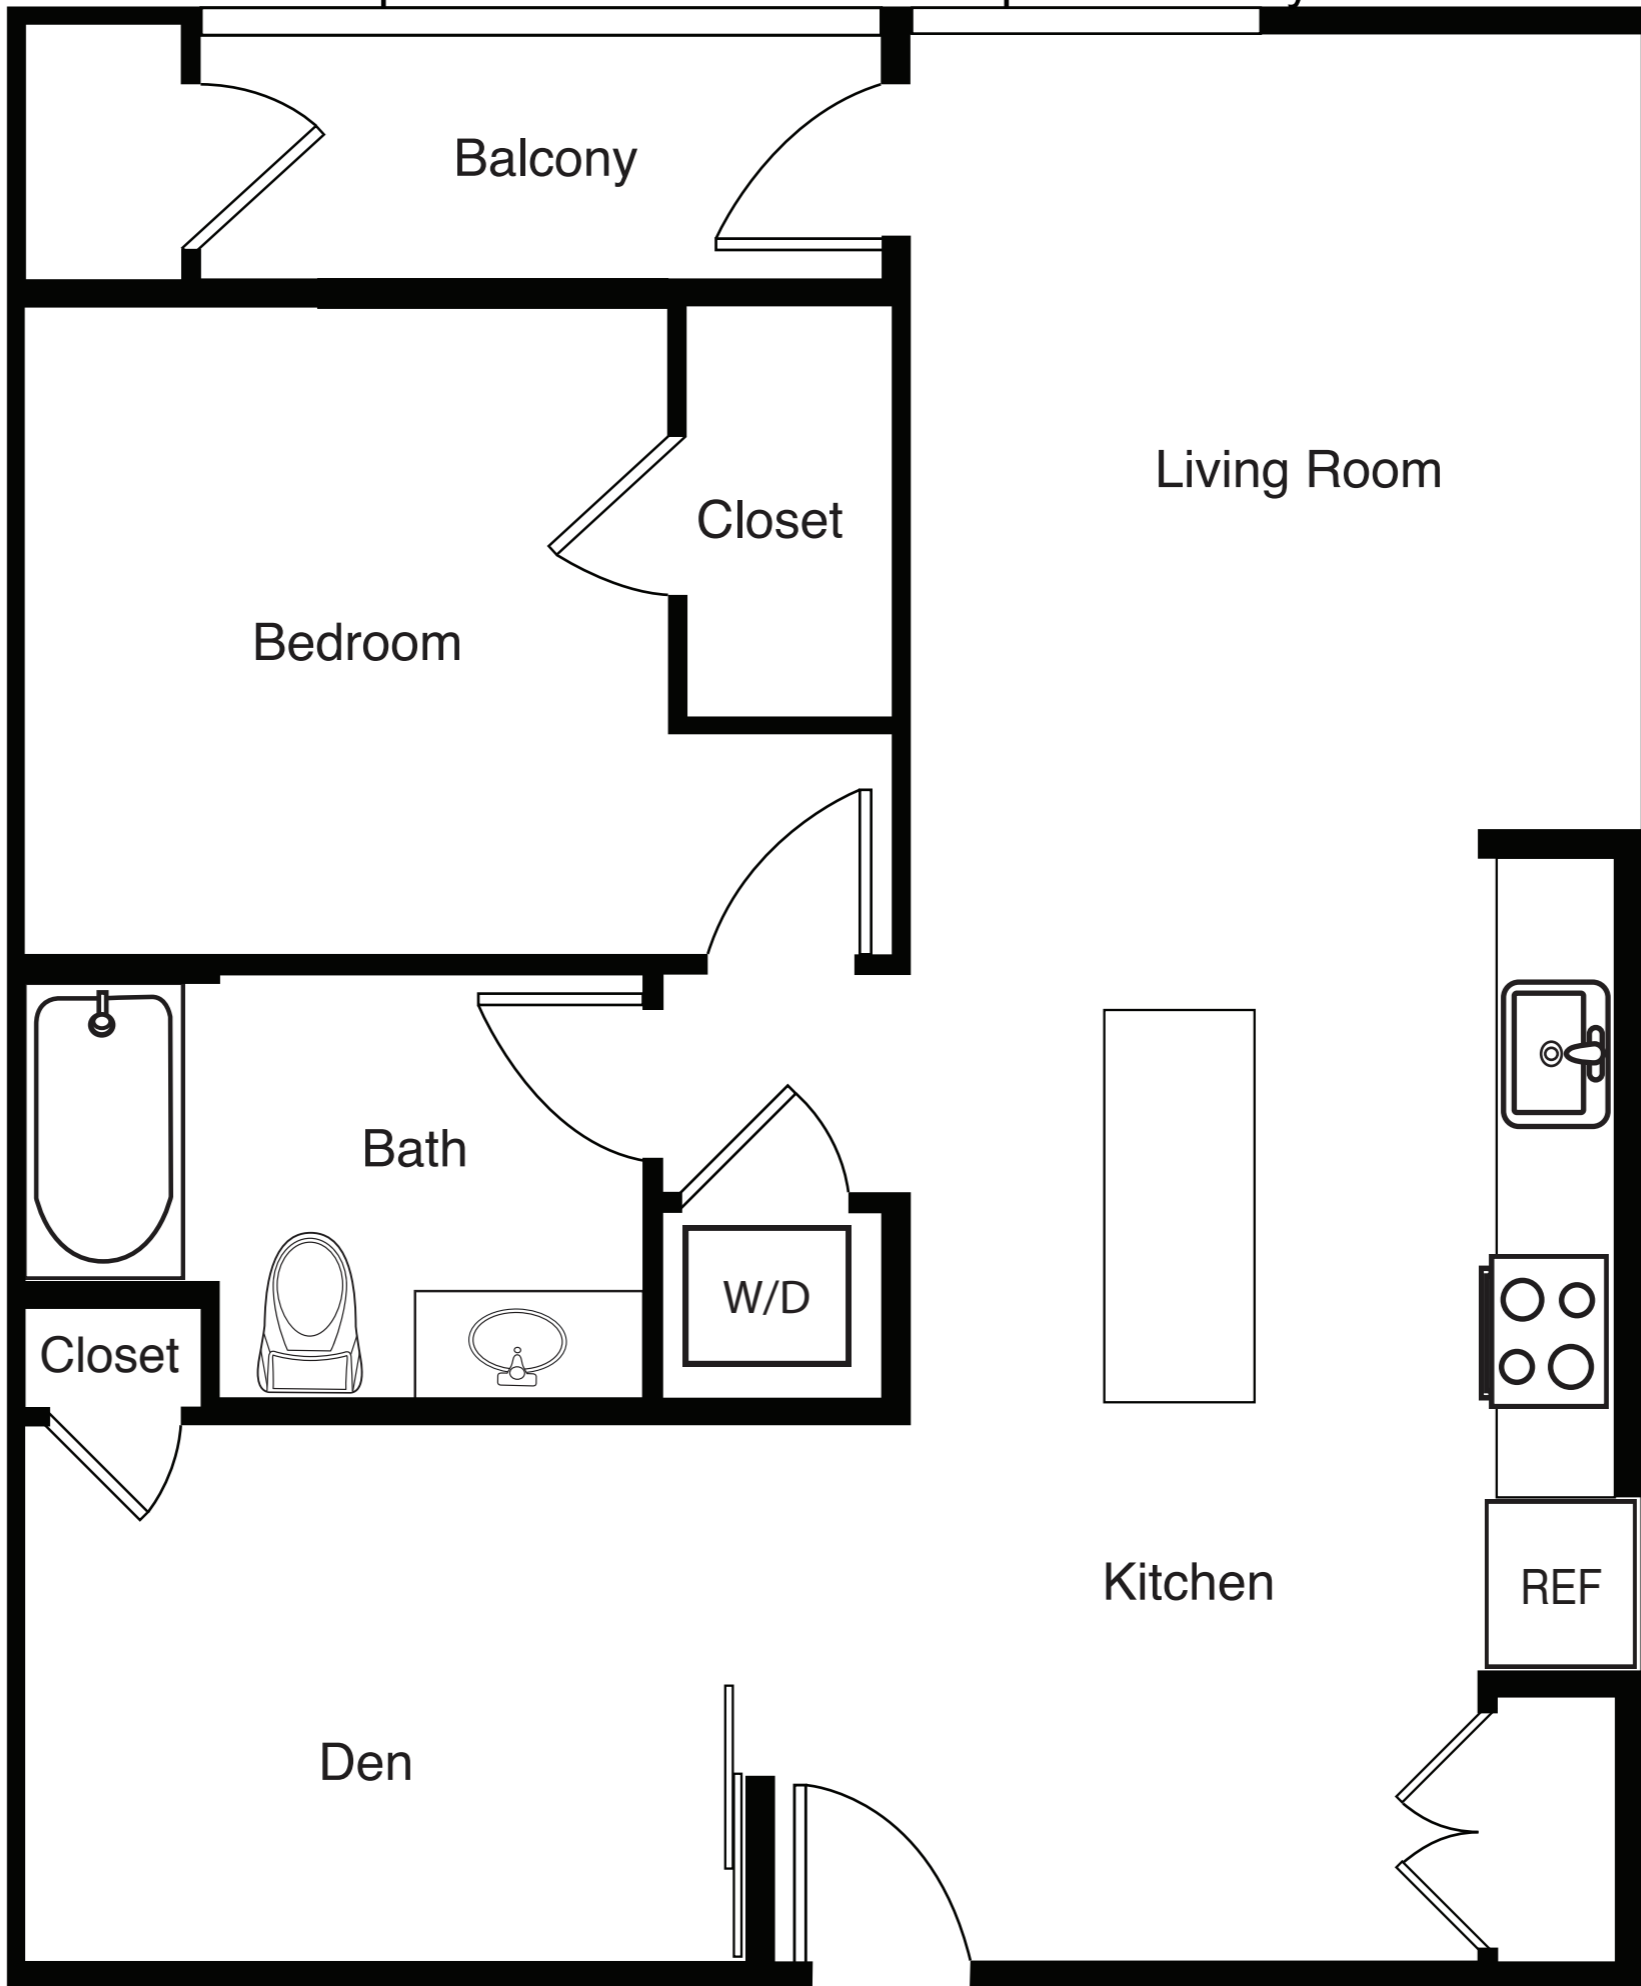 Balcony
Living Room
Closet
Bedroom
Bath
W/D
Closet
Kitchen
REF
Den